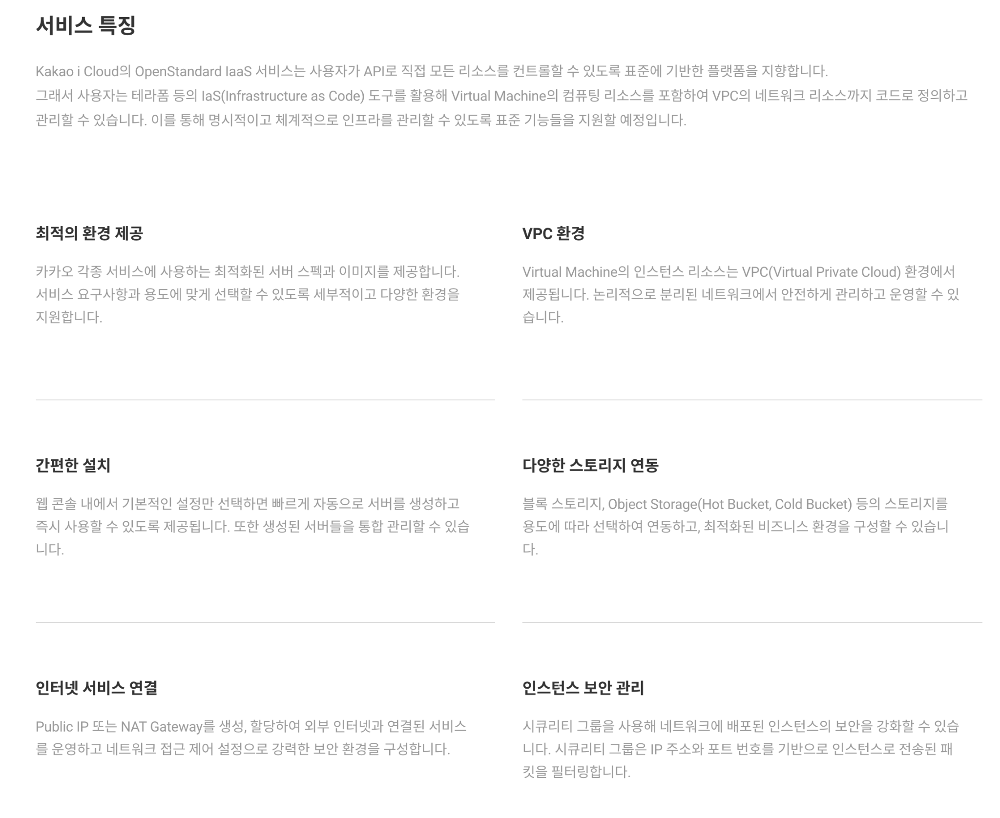 서비스 특징
Kakao i Cloud의 OpenStandard IaaS 서비스는 사용자가 API로 직접 모든 리소스를 컨트롤할 수 있도록 표준에 기반한 플랫폼을 지향합니다.
그래서 사용자는 테라폼 등의 IaS(Infrastructure as Code) 도구를 활용해 Virtual Machine의 컴퓨팅 리소스를 포함하여 VPC의 네트워크 리소스까지 코드로 정의하고
관리할 수 있습니다. 이를 통해 명시적이고 체계적으로 인프라를 관리할 수 있도록 표준 기능들을 지원할 예정입니다.
최적의 환경 제공
카카오 각종 서비스에 사용하는 최적화된 서버 스펙과 이미지를 제공합니다.
서비스 요구사항과 용도에 맞게 선택할 수 있도록 세부적이고 다양한 환경을
지원합니다.
VPC 환경
Virtual Machine의 인스턴스 리소스는 VPC(Virtual Private Cloud) 환경에서
제공됩니다. 논리적으로 분리된 네트워크에서 안전하게 관리하고 운영할 수 있
습니다.
간편한 설치
웹 콘솔 내에서 기본적인 설정만 선택하면 빠르게 자동으로 서버를 생성하고
즉시 사용할 수 있도록 제공됩니다. 또한 생성된 서버들을 통합 관리할 수 있습
니다.
다양한 스토리지 연동
블록 스토리지, Object Storage(Hot Bucket, Cold Bucket) 등의 스토리지를
용도에 따라 선택하여 연동하고, 최적화된 비즈니스 환경을 구성할 수 있습니
다.
인터넷 서비스 연결
Public IP 또는 NAT Gateway를 생성, 할당하여 외부 인터넷과 연결된 서비스
를 운영하고 네트워크 접근 제어 설정으로 강력한 보안 환경을 구성합니다.
인스턴스 보안 관리
시큐리티 그룹을 사용해 네트워크에 배포된 인스턴스의 보안을 강화할 수 있습
니다. 시큐리티 그룹은 IP 주소와 포트 번호를 기반으로 인스턴스로 전송된 패
킷을 필터링합니다.